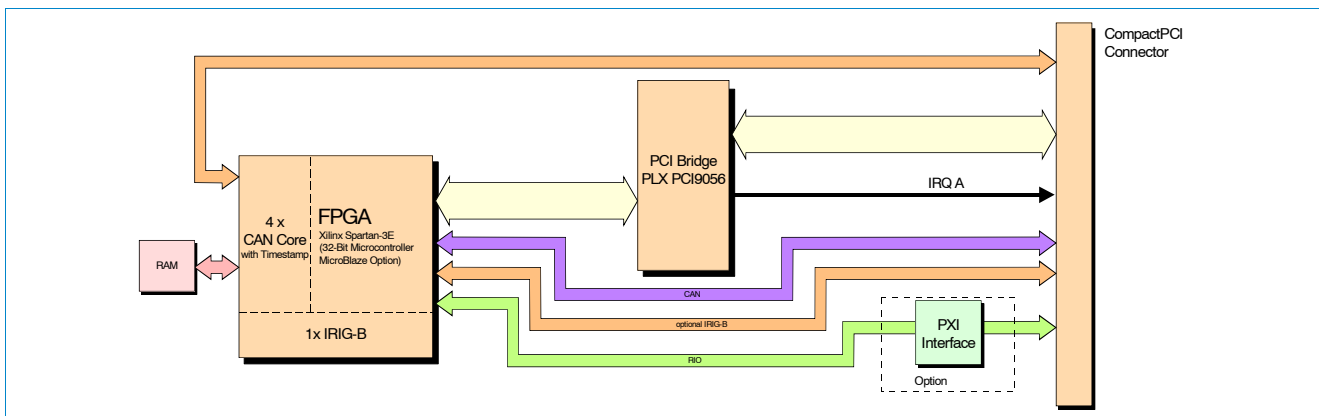 CompactPCI
Connector
PCI Bridge
PLX PCI9056
IRQ A
4 x
CAN Core
with Timestamp
FPGA
Xilinx Spartan-3E
(32-Bit Microcontroller
MicroBlaze Option)
RAM
1x IRIG-B
CAN
optional IRIG-B
RIO
PXI
Interface
Option